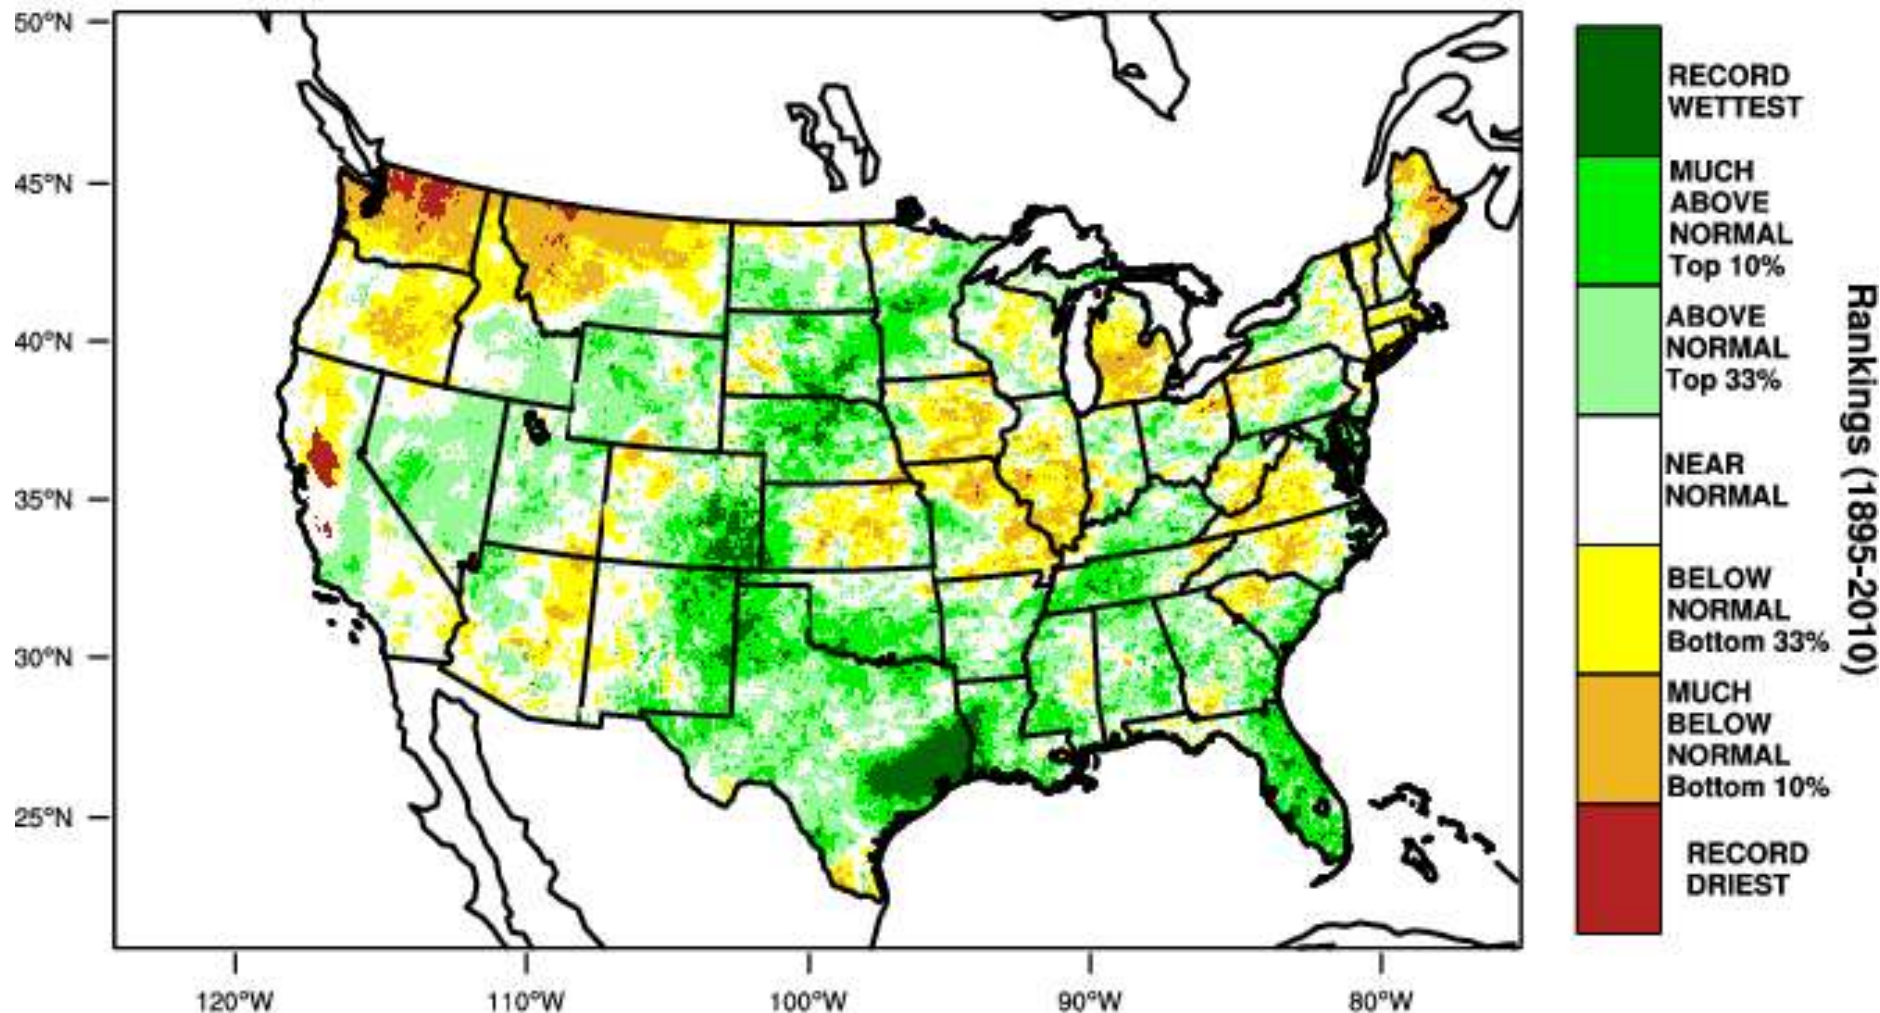 50°N
45°N
40°N
35°N
30°N
25°N
120°W
110°W
100°W
90°W
80°W
RECORD
WETTEST
MUCH
ABOVE
NORMAL
Top 10%
ABOVE
NORMAL
Top 33%
NEAR
NORMAL
BELOW
NORMAL
Bottom 33%
MUCH
BELOW
NORMAL
Bottom 10%
RECORD
DRIEST
Rankings (1895-2010)